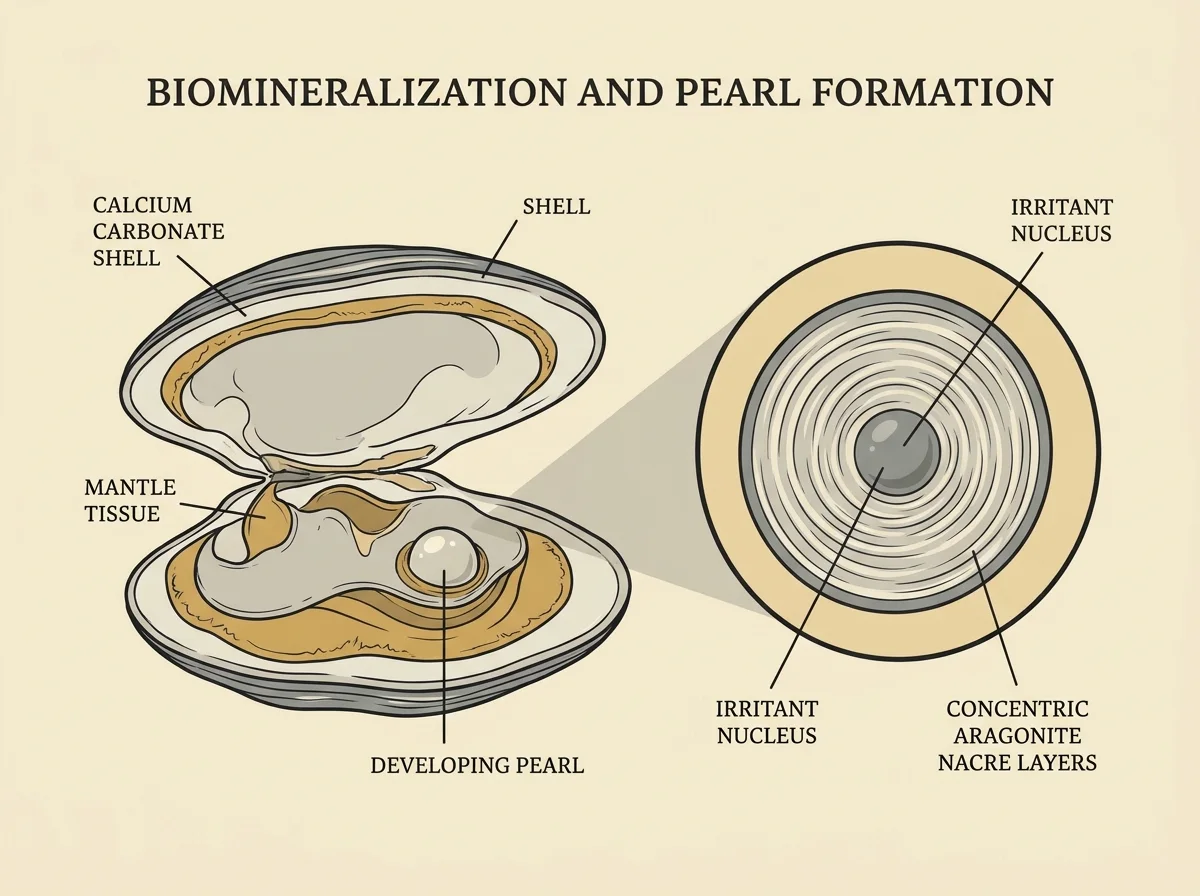 BIOMINERALIZATION AND PEARL FORMATION
CALCIUM
CARBONATE
SHELL
SHELL
IRRITANT
NUCLEUS
MANTLE
TISSUE
DEVELOPING PEARL
IRRITANT
NUCLEUS
CONCENTRIC
ARAGONITE
NACRE LAYERS